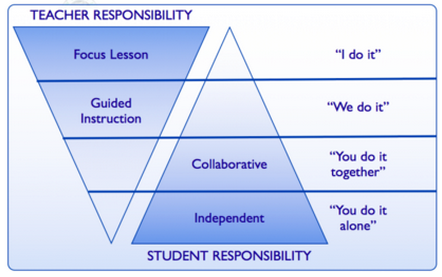 TEACHER RESPONSIBILITY
Focus Lesson
“I do it”
Guided
Instruction
“We do it”
Collaborative
“You do it
together”
Independent
“You do it
alone”
STUDENT RESPONSIBILITY